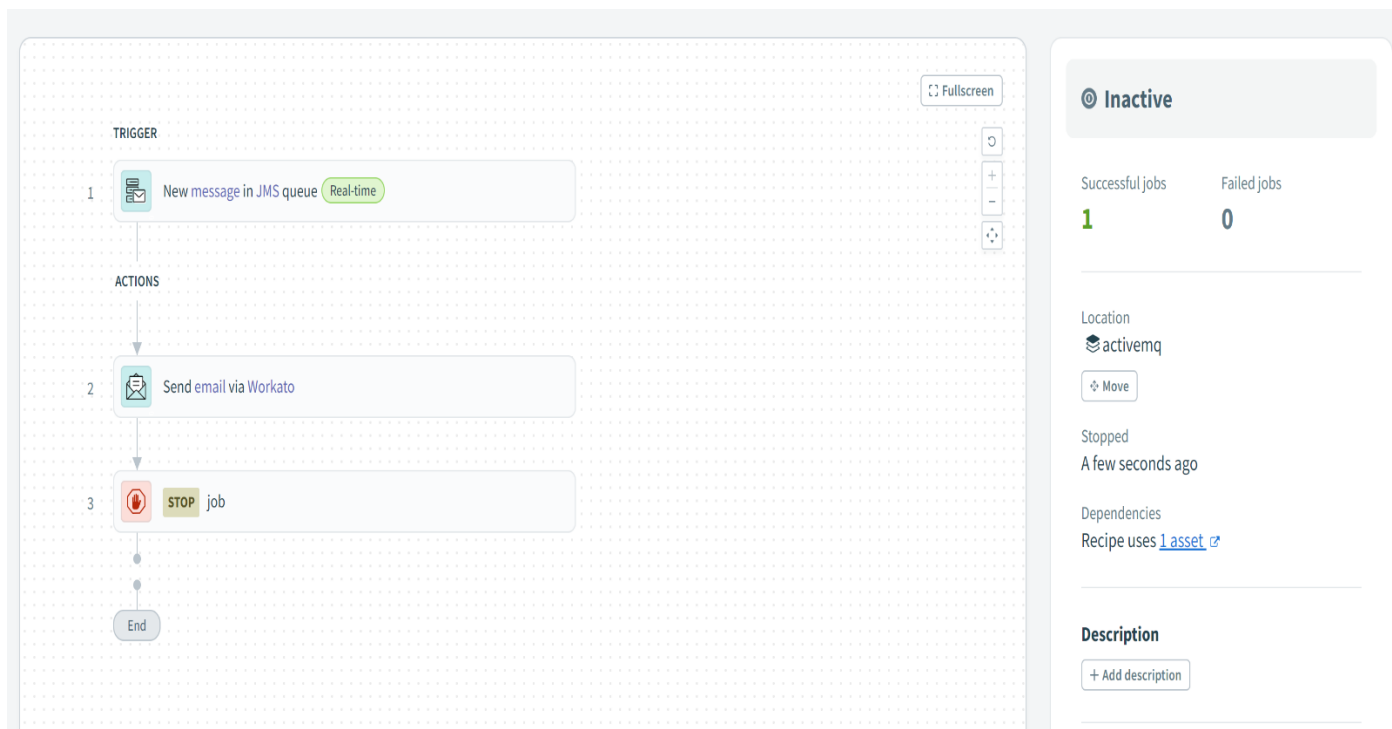 Fullscreen
TRIGGER
1 New message in JMS queue Real-time
ACTIONS
2 Send email via Workato
3 STOP job
End
Inactive
Successful jobs Failed jobs
1 0
Location
activemq
Move
Stopped
A few seconds ago
Dependencies
Recipe uses 1 asset
Description
+ Add description